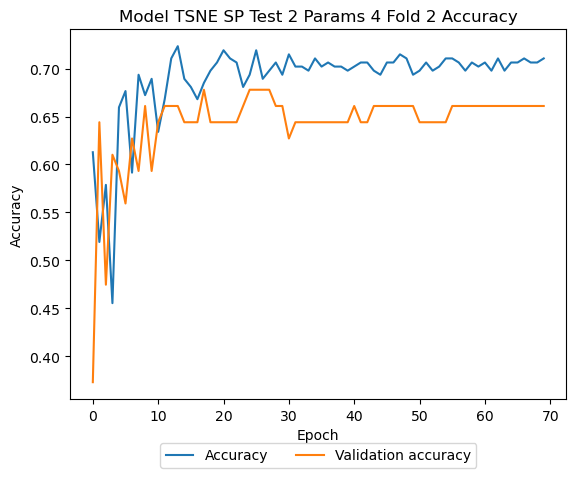 Model TSNE SP Test 2 Params 4 Fold 2 Accuracy
Accuracy
0.70
0.65
0.60
0.55
0.50
0.45
0.40
0 10 20 30 40 50 60 70
Epoch
Accuracy Validation accuracy